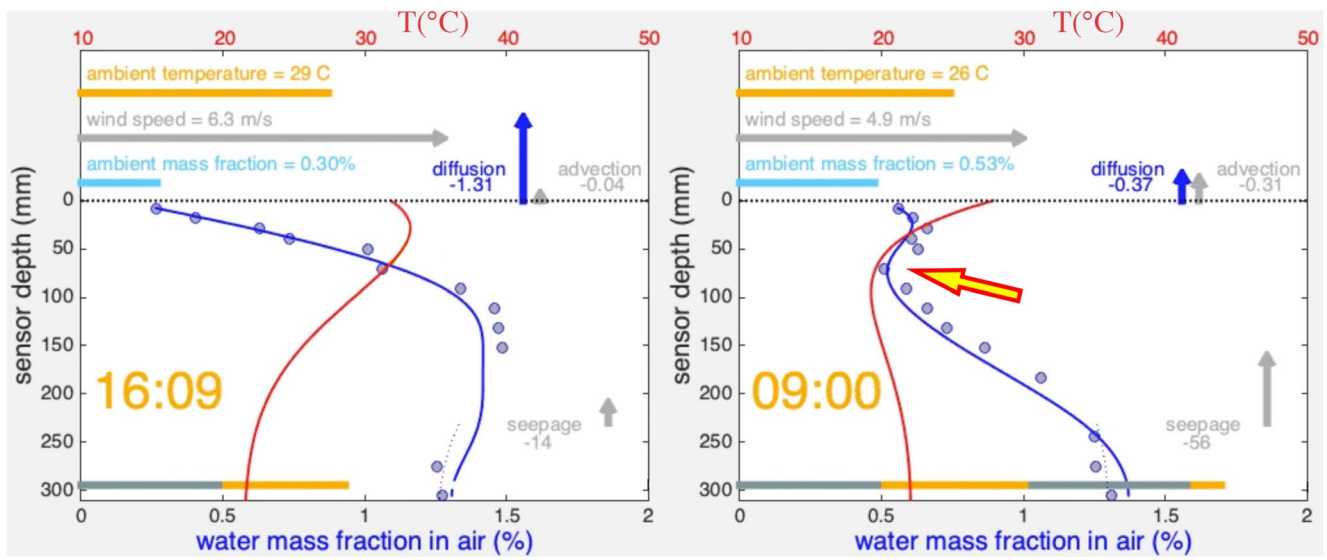 T(°C)
10 20 30 40 50
ambient temperature = 29 C
wind speed = 6.3 m/s
ambient mass fraction = 0.30%
diffusion
-1.31
advection
-0.04
sensor depth (mm)
0
50
100
150
200
250
300
16:09
seepage
-14
0 0.5 1 1.5 2
water mass fraction in air (%)
T(°C)
10 20 30 40 50
ambient temperature = 26 C
wind speed = 4.9 m/s
ambient mass fraction = 0.53%
diffusion
-0.37
advection
-0.31
sensor depth (mm)
0
50
100
150
200
250
300
09:00
seepage
-56
0 0.5 1 1.5 2
water mass fraction in air (%)